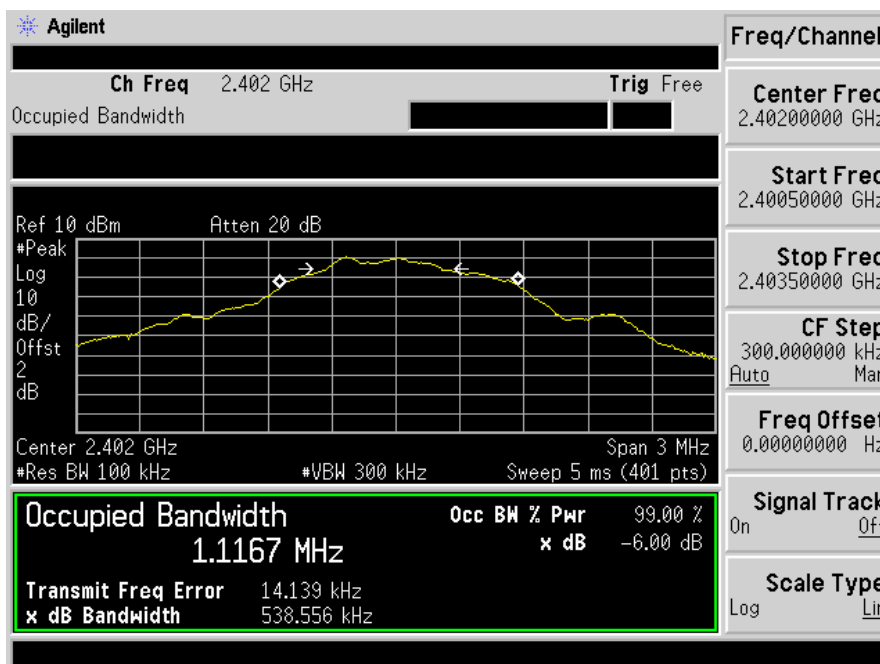 Agilent
Ch Freq 2.402 GHz Trig Free
Occupied Bandwidth
Ref 10 dBm Atten 20 dB
#Peak
Log
10
dB/
Offst
2
dB
Center 2.402 GHz Span 3 MHz
#Res BW 100 kHz #VBW 300 kHz Sweep 5 ms (401 pts)
Occupied Bandwidth
1.1167 MHz
Occ BW % Pwr 99.00 %
x dB -6.00 dB
Transmit Freq Error 14.139 kHz
x dB Bandwidth 538.556 kHz
Freq/Channel
Center Freq
2.40200000 GHz
Start Freq
2.40050000 GHz
Stop Freq
2.40350000 GHz
CF Step
300.000000 kHz
Auto Man
Freq Offset
0.00000000 Hz
Signal Track
On Off
Scale Type
Log Lin